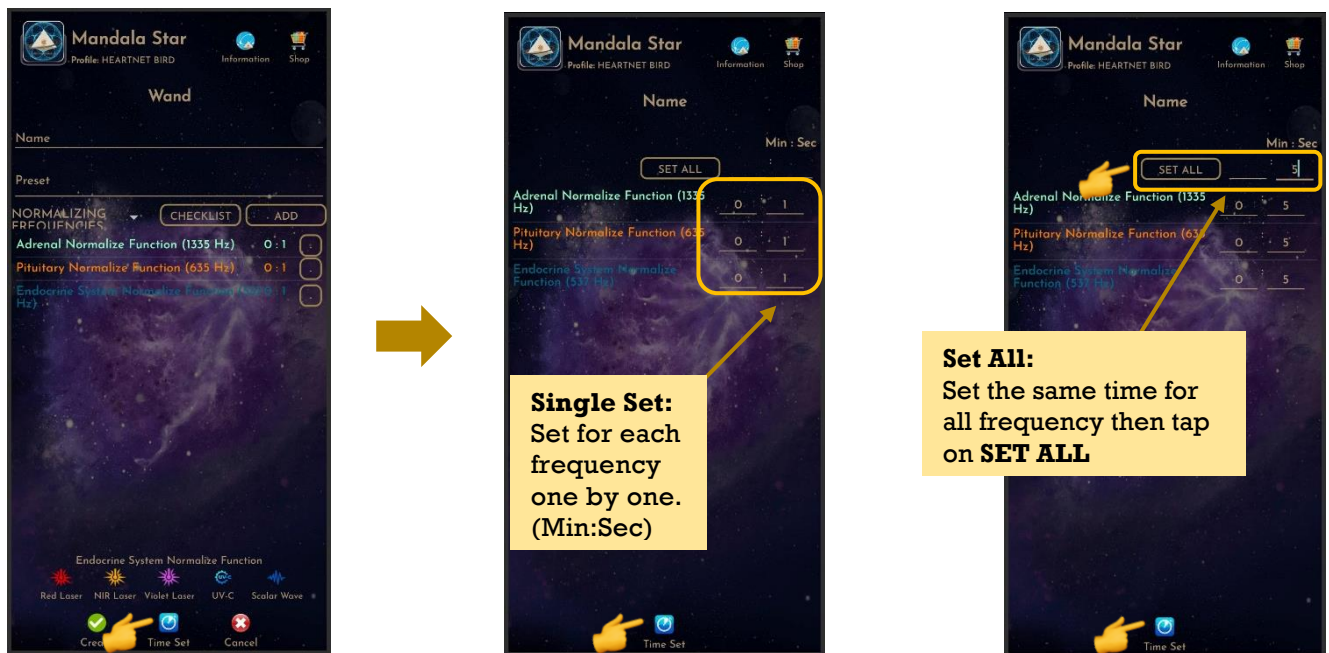 Mandala Star
Profile: HEARTNET BIRD
Information
Shop
Wand
Name
Preset
NORMALIZING
FREQUENCIES
CHECKLIST
ADD
Adrenal Normalize Function (1335 Hz) 0 : 1
Pituitary Normalize Function (635 Hz) 0 : 1
Endocrine System Normalize Function : 1
Hz)
Endocrine System Normalize Function
Red Laser
NIR Laser
Violet Laser
UV-C
Scalar Wave
Time Set
Cancel
Mandala Star
Profile: HEARTNET BIRD
Information
Shop
Name
Min : Sec
SET ALL :
Adrenal Normalize Function (1335
Hz) 0 : 1
Pituitary Normalize Function (635
Hz) 0 : 1
Endocrine System Normalize
Function (537 Hz) 0 : 1
Single Set:
Set for each
frequency
one by one.
(Min:Sec)
Time Set
Mandala Star
Profile: HEARTNET BIRD
Information
Shop
Name
Min : Sec
SET ALL : 5
Adrenal Normalize Function (1335
Hz) 0 : 5
Pituitary Normalize Function (635
Hz) 0 : 5
Endocrine System Normalize
Function (537 Hz) 0 : 5
Set All:
Set the same time for
all frequency then tap
on SET ALL
Time Set